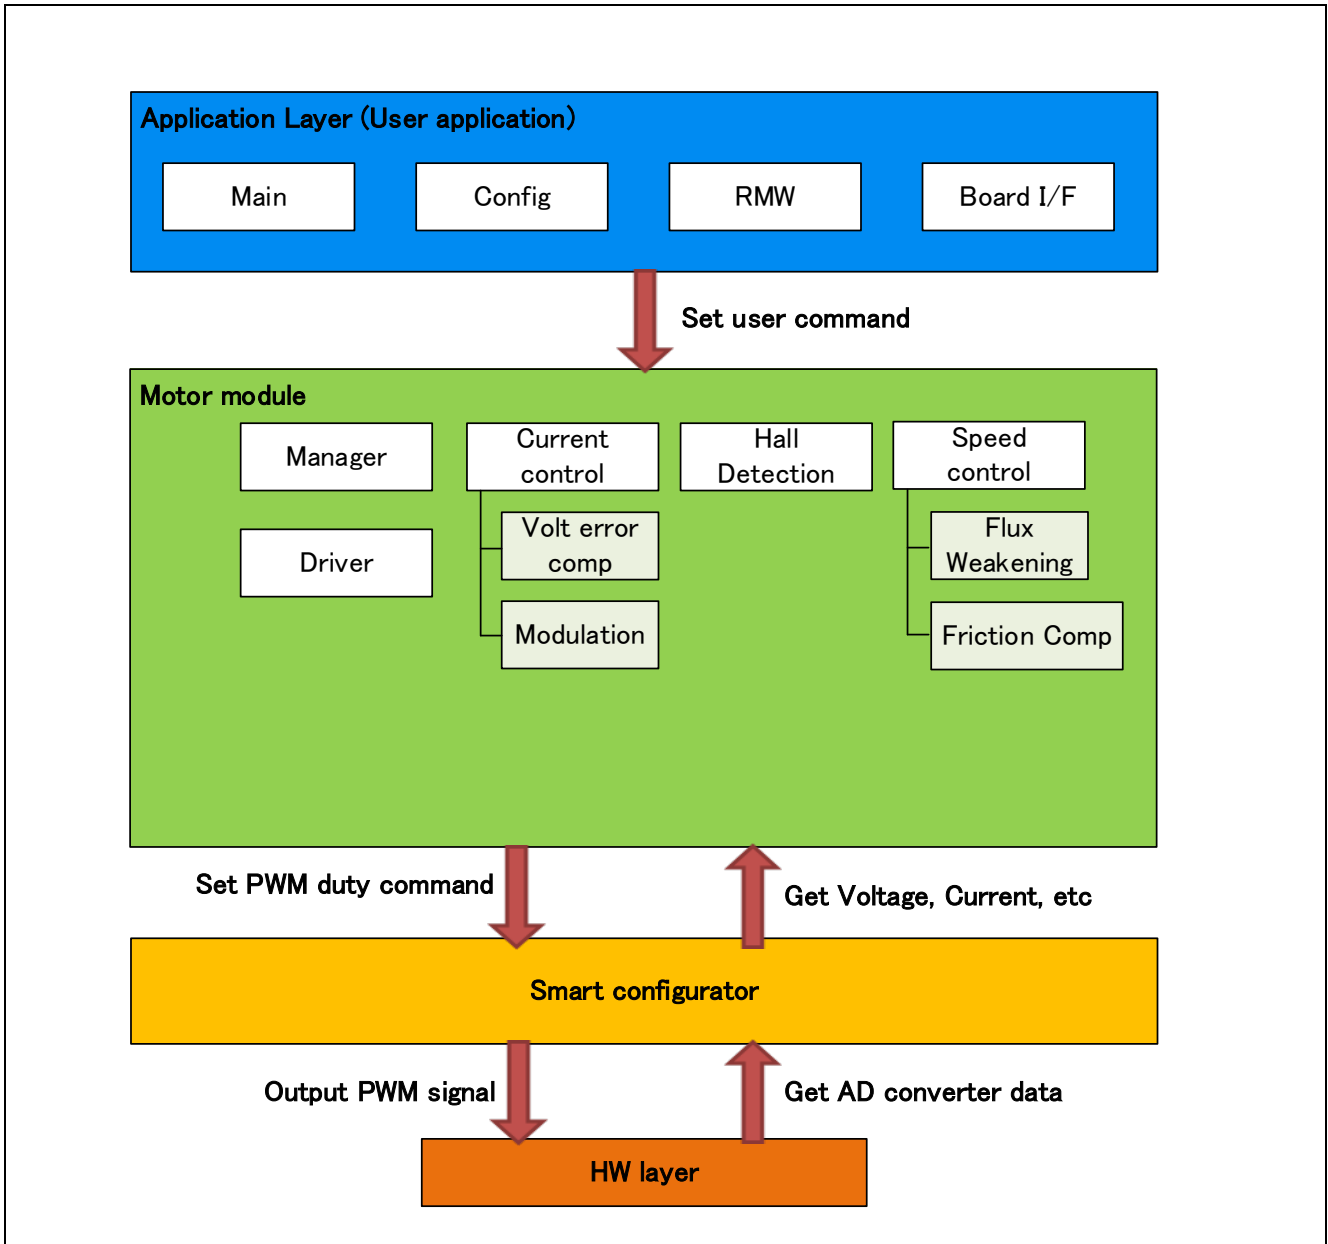 Application Layer (User application)
Main
Config
RMW
Board I/F
Set user command
Motor module
Manager
Current
control
Hall
Detection
Speed
control
Driver
Volt error
comp
Modulation
Flux
Weakening
Friction Comp
Set PWM duty command
Get Voltage, Current, etc
Smart configurator
Output PWM signal
Get AD converter data
HW layer